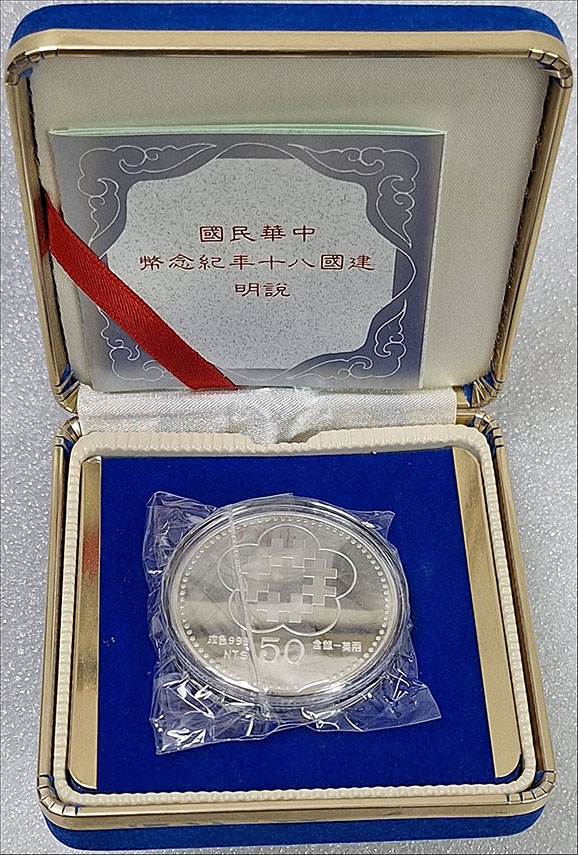 中華民國
建國八十年紀念幣
說明
成色999
NT$
50
含銀一英兩